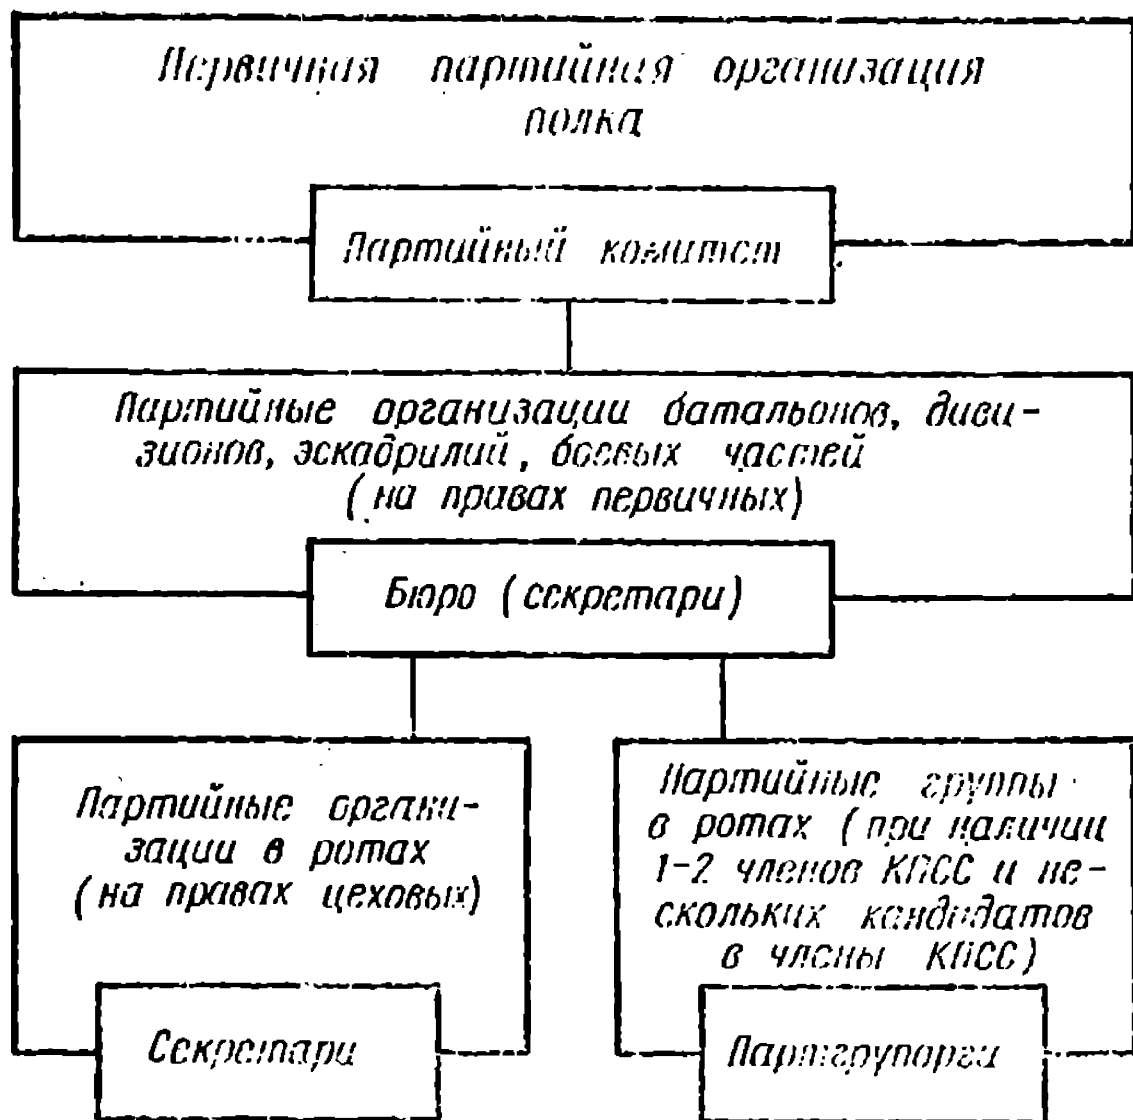 Первичная партийная организация
полка
Партийный комитет
Партийные организации батальонов, диви-
зионов, эскадрилий, боевых частей
(на правах первичных)
Бюро (секретари)
Партийные органи-
зации в ротах
(на правах цеховых)
Секретари
Партийные группы
в ротах (при наличии
1-2 членов КПСС и не-
скольких кандидатов
в члены КПСС)
Партгрупорги